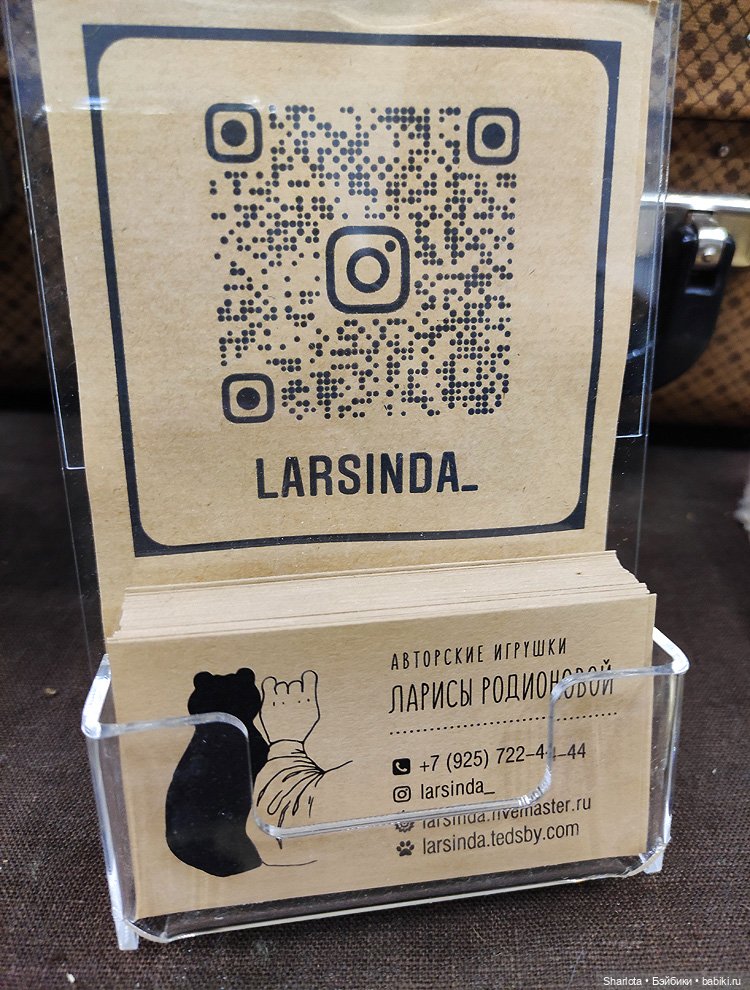 LARSINDA_
АВТОРСКИЕ ИГРУШКИ
ЛАРИСЫ РОДИОНОВОЙ
+7 (925) 722-44-44
larsinda_
larsinda.livemaster.ru
larsinda.tedsby.com
Sharlota • Бэйбики • babiki.ru